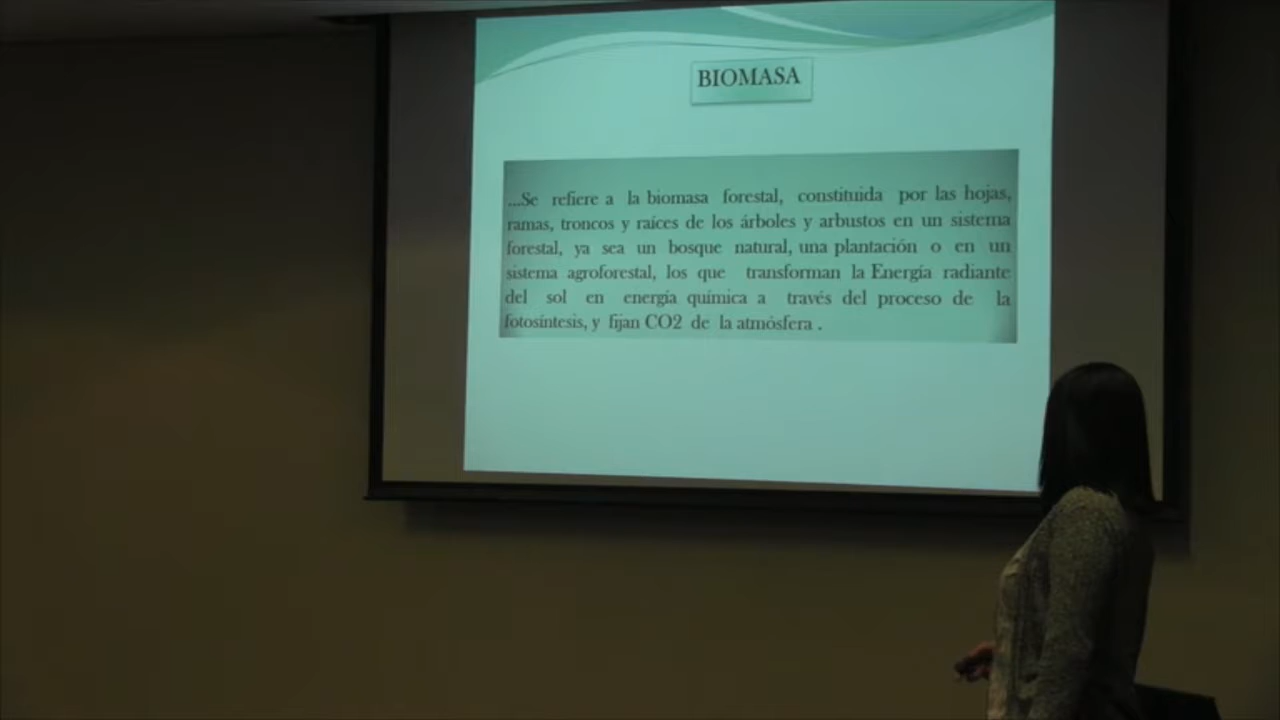 BIOMASA
...Se refiere a la biomasa forestal, constituida por las hojas,
ramas, troncos y raíces de los árboles y arbustos en un sistema
forestal, ya sea un bosque natural, una plantación o en un
sistema agroforestal, los que transforman la Energía radiante
del sol en energía química a través del proceso de la
fotosíntesis, y fijan CO2 de la atmósfera .